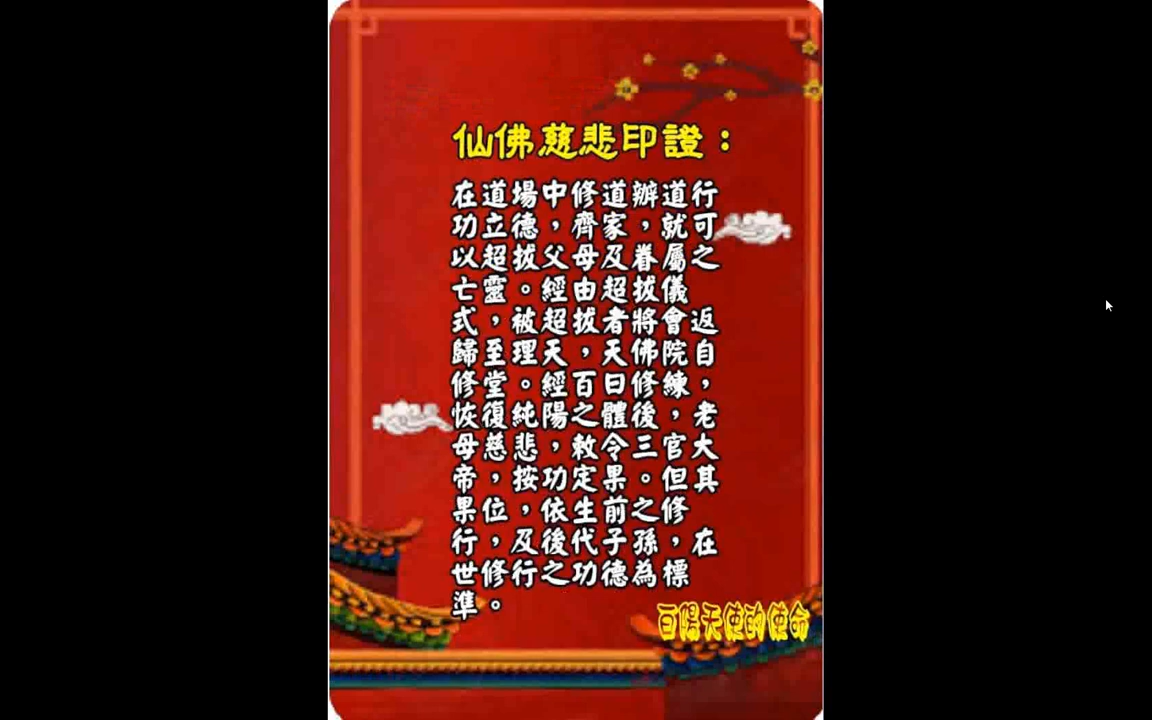 仙佛慈悲印證：
在道場中修道辦道行
功立德，齊家，就可
以超拔父母及眷屬之
亡靈。經由超拔儀
式，被超拔者將會返
歸至理天，天佛院自
修堂。經百日修練，
恢復純陽之體後，老
母慈悲，敕令三官大
帝，按功定果。但其
果位，依生前之修
行，及後代子孫，在
世修行之功德為標
準。
百陽天使的使命